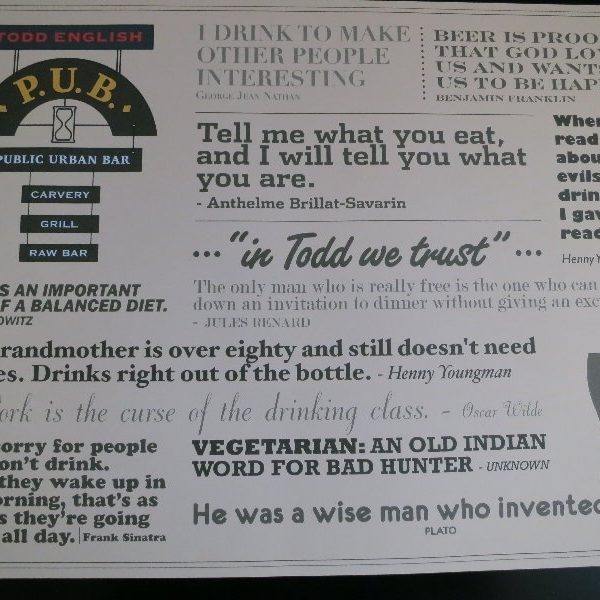 TODD ENGLISH
P.U.B.
PUBLIC URBAN BAR
CARVERY
GRILL
RAW BAR
I DRINK TO MAKE
OTHER PEOPLE
INTERESTING
GEORGE JEAN NATHAN
BEER IS PROO
THAT GOD LO
US AND WANTS
US TO BE HAP
BENJAMIN FRANKLIN
Tell me what you eat,
and I will tell you what
you are.
- Anthelme Brillat-Savarin
When
read
abou
evils
drin
I gav
read
Henny Y
... "in Todd we trust" ...
S AN IMPORTANT
F A BALANCED DIET.
OWITZ
The only man who is really free is the one who can
down an invitation to dinner without giving an exc
- JULES RENARD
randmother is over eighty and still doesn't need
es. Drinks right out of the bottle. - Henny Youngman
ork is the curse of the drinking class. - Oscar Wilde
orry for people
on't drink.
they wake up in
orning, that's as
s they're going
all day. | Frank Sinatra
VEGETARIAN: AN OLD INDIAN
WORD FOR BAD HUNTER - UNKNOWN
He was a wise man who invented
PLATO